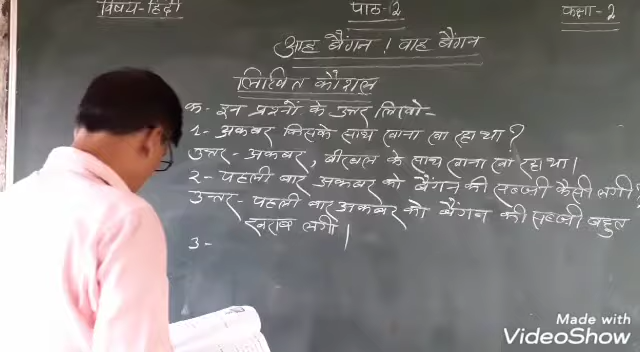 विषय-हिंदी पाठ-2 कक्षा-2
आह बैंगन । वाह बैंगन
लिखित कौशल
क- इन प्रश्नों के उत्तर लिखो-
1- अकबर किसके साथ खाना खा रहा था ?
उत्तर- अकबर, बीरबल के साथ खाना खा रहा था।
2- पहली बार अकबर को बैंगन की सब्जी कैसी लगी ?
उत्तर- पहली बार अकबर को बैंगन की सब्जी बहुत
खराब लगी।
3-
Made with
VideoShow